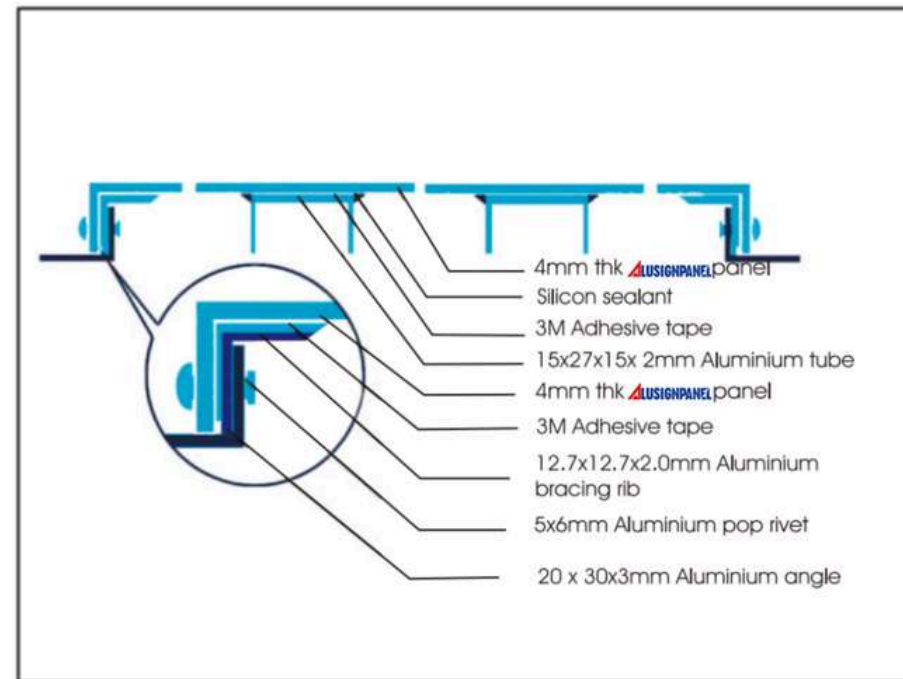 4mm thk ALUSIGNPANEL panel
Silicon sealant
3M Adhesive tape
15x27x15x 2mm Aluminium tube
4mm thk ALUSIGNPANEL panel
3M Adhesive tape
12.7x12.7x2.0mm Aluminium
bracing rib
5x6mm Aluminium pop rivet
20 x 30x3mm Aluminium angle